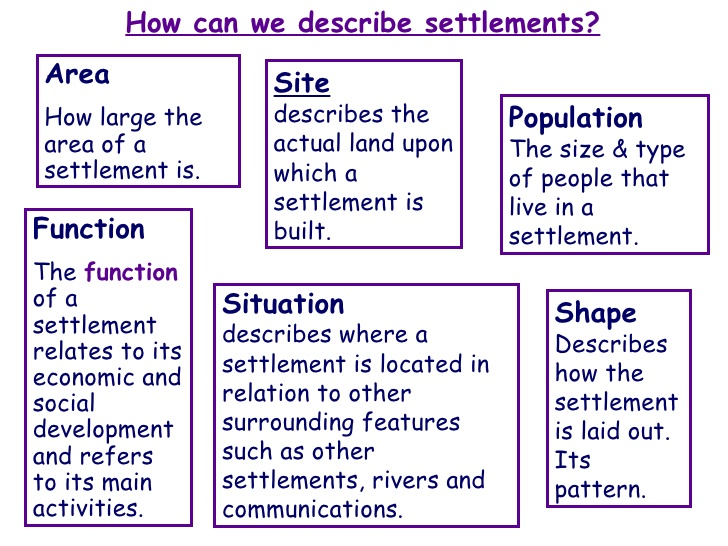 How can we describe settlements?
Area
How large the
area of a
settlement is.
Site
describes the
actual land upon
which a
settlement is
built.
Population
The size & type
of people that
live in a
settlement.
Function
The function
of a
settlement
relates to its
economic and
social
development
and refers
to its main
activities.
Situation
describes where a
settlement is located in
relation to other
surrounding features
such as other
settlements, rivers and
communications.
Shape
Describes
how the
settlement
is laid out.
Its
pattern.